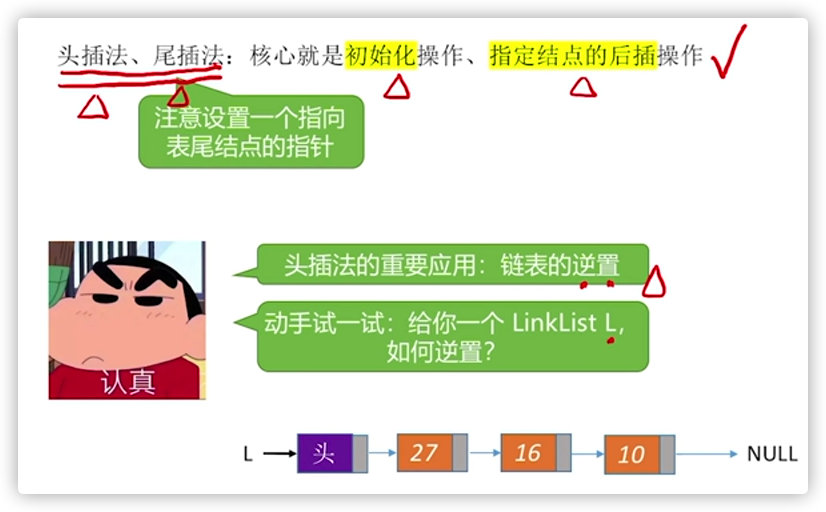 头插法、尾插法：核心就是初始化操作、指定结点的后插操作
注意设置一个指向
表尾结点的指针
头插法的重要应用：链表的逆置
动手试一试：给你一个 LinkList L，
如何逆置？
认真
L 头 27 16 10 NULL